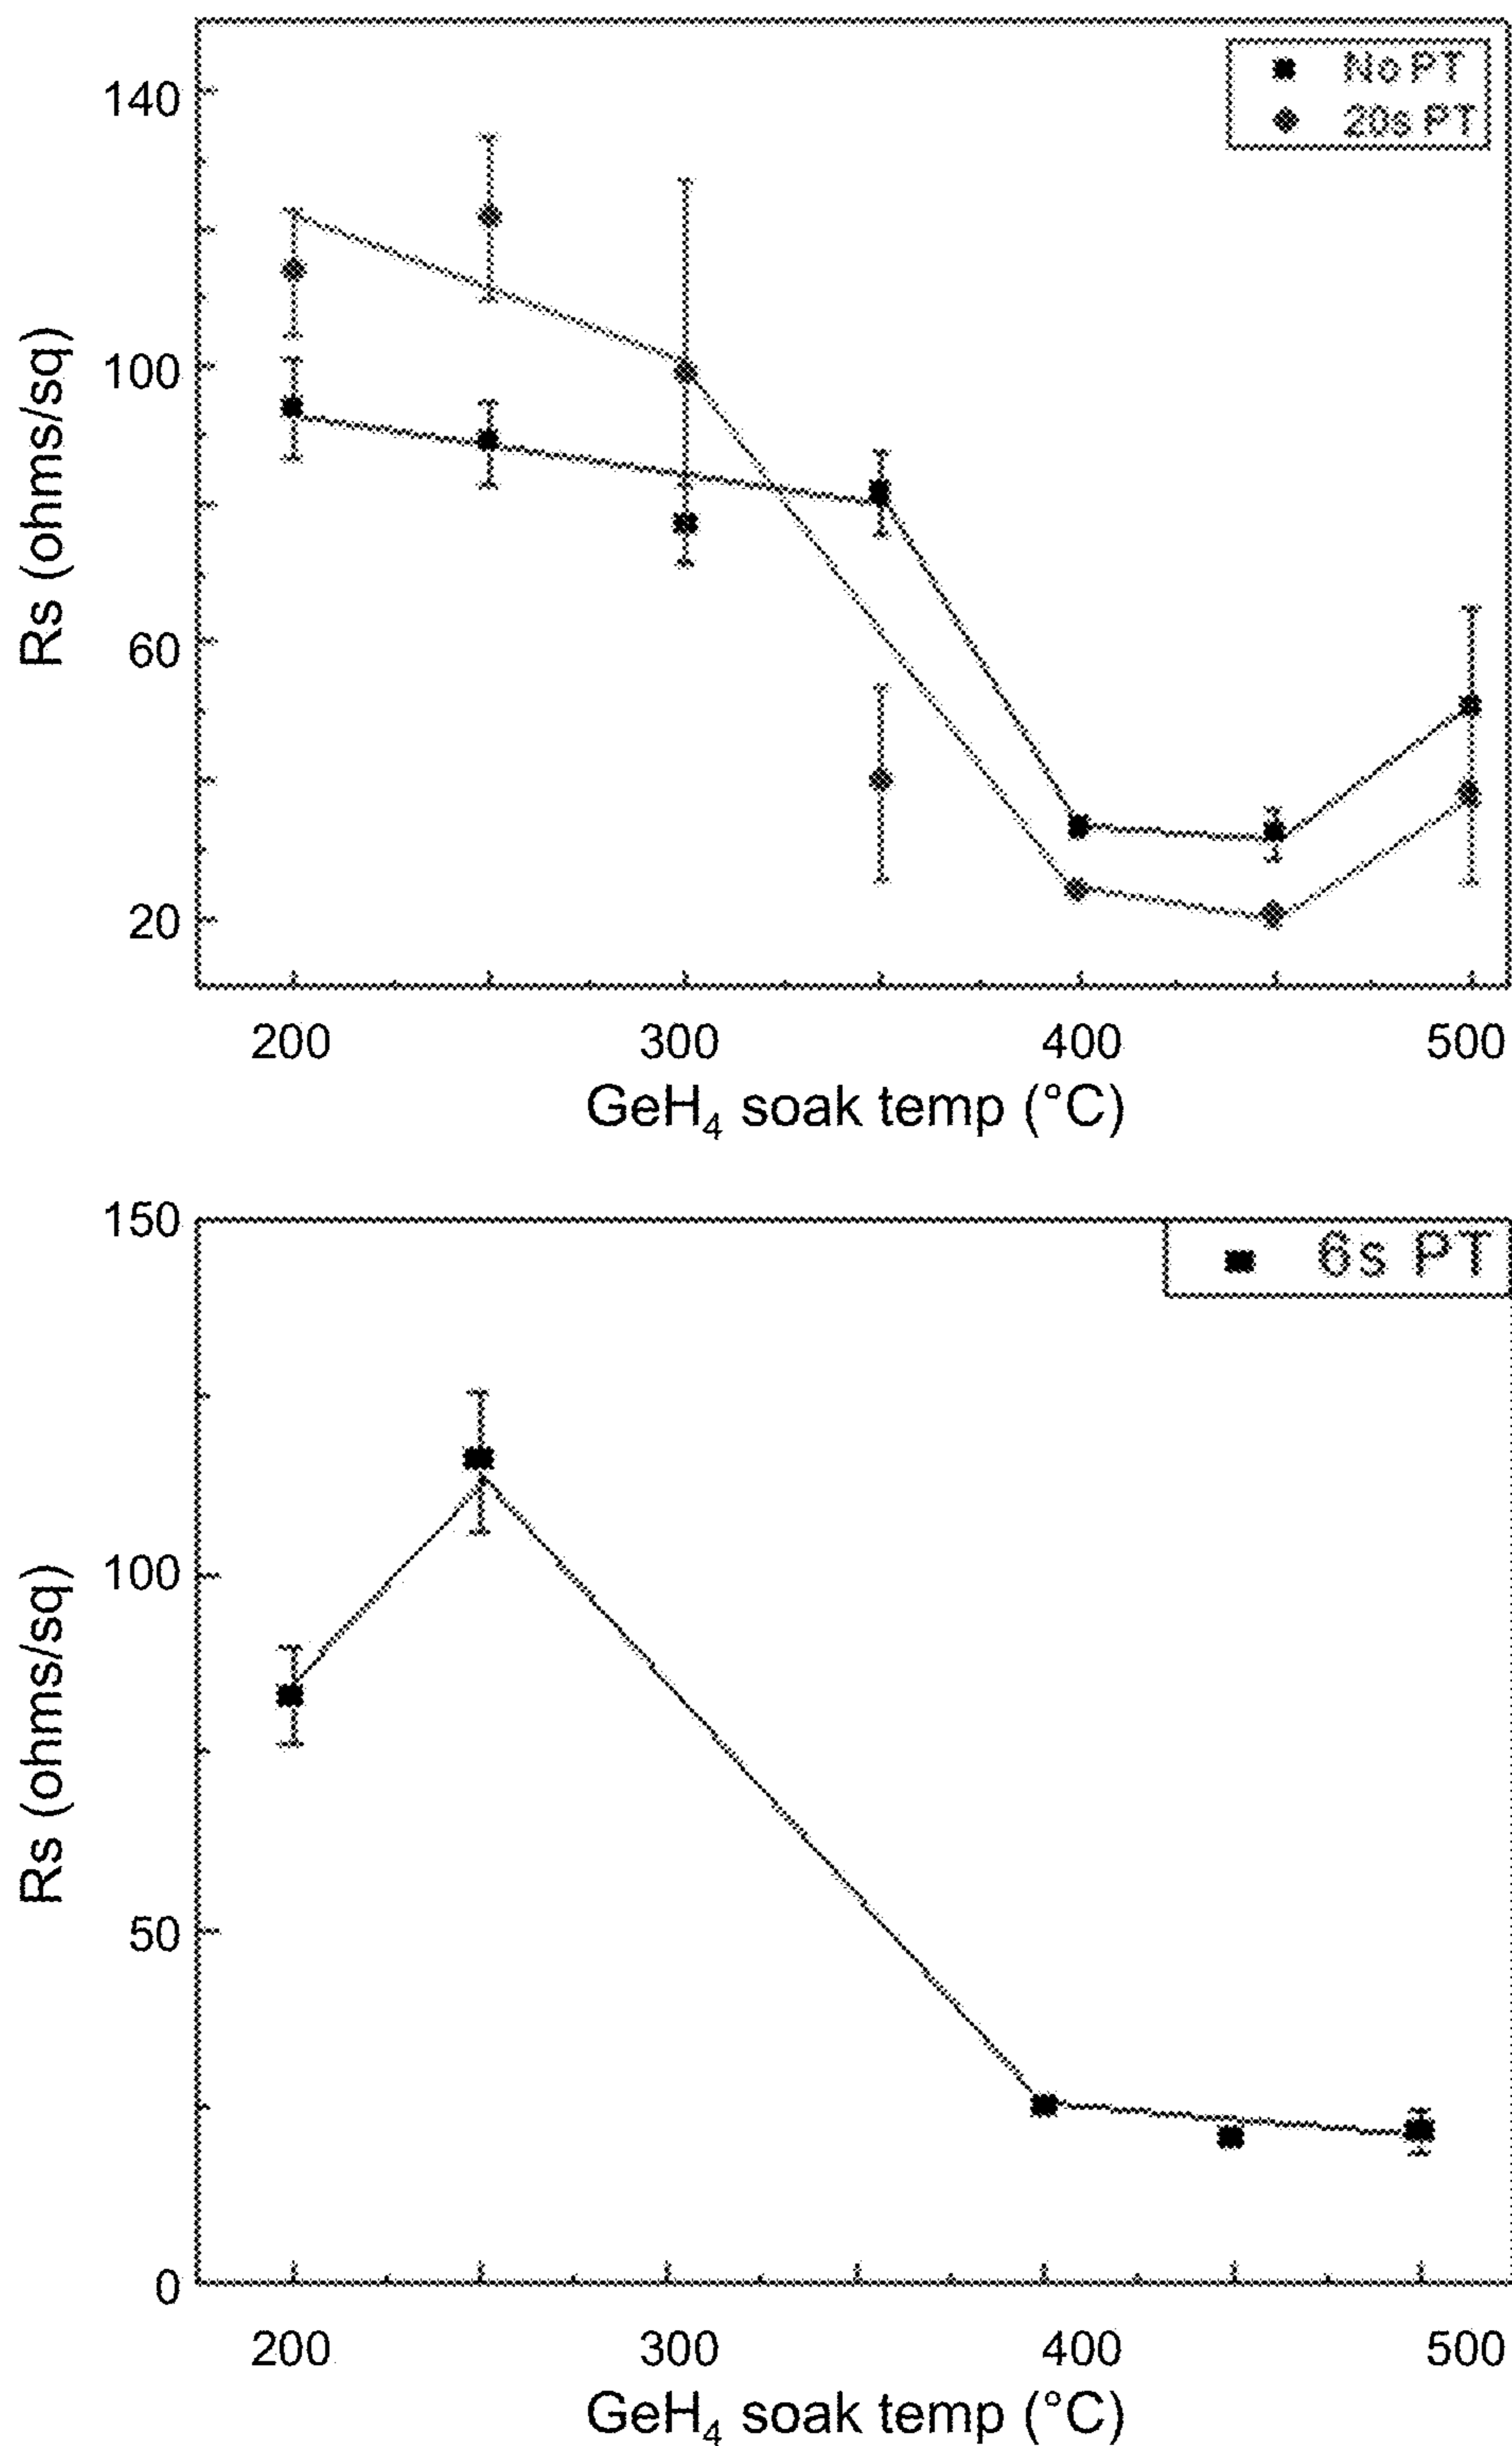 No PT
20s PT
140
100
60
20
Rs (ohms/sq)
200 300 400 500
GeH₄ soak temp (°C)
6s PT
150
100
50
0
Rs (ohms/sq)
200 300 400 500
GeH₄ soak temp (°C)